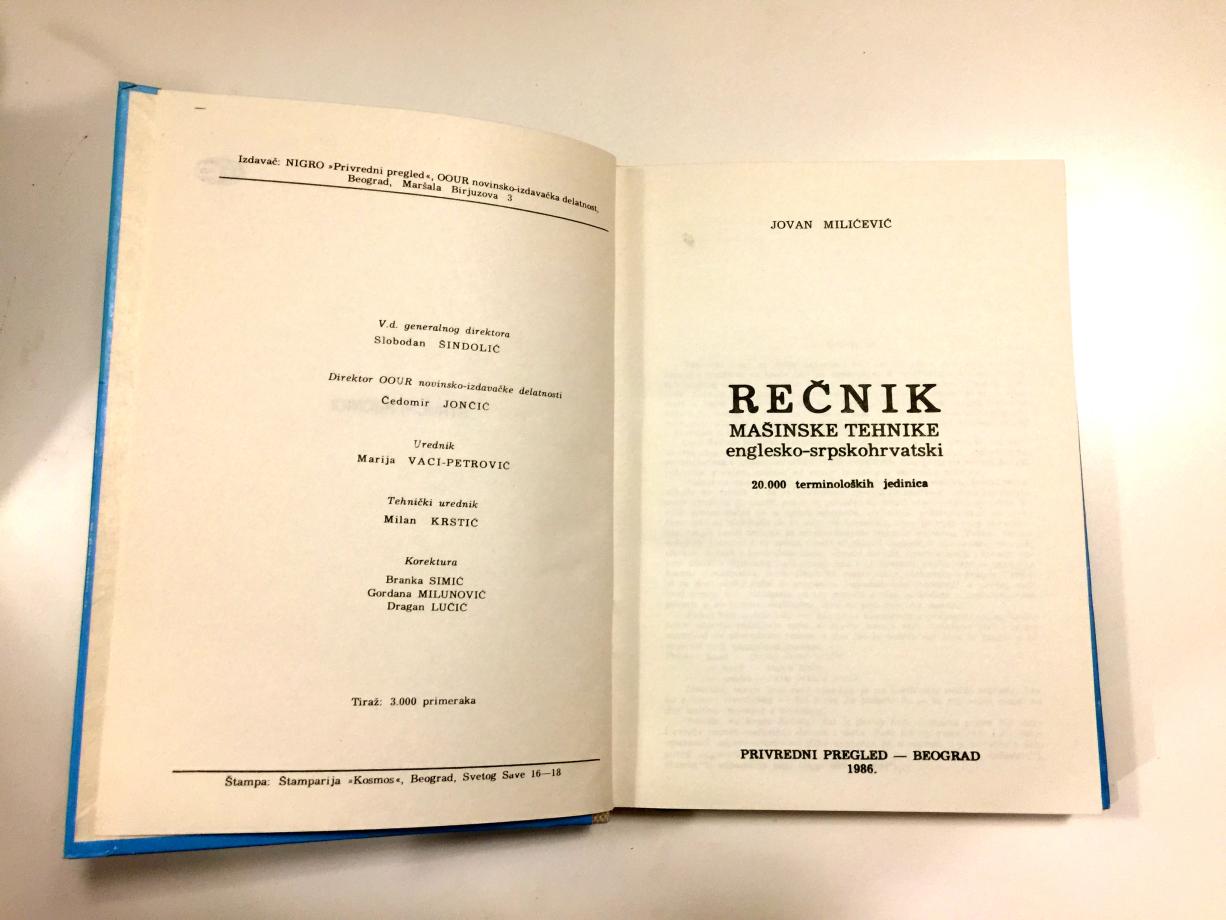 Izdavač: NIGRO »Privredni pregled«, OOUR novinsko-izdavačka delatnost,
Beograd, Maršala Birjuzova 3
V.d. generalnog direktora
Slobodan ŠINDOLIĆ
Direktor OOUR novinsko-izdavačke delatnosti
Čedomir JONČIĆ
Urednik
Marija VACI-PETROVIĆ
Tehnički urednik
Milan KRSTIĆ
Korektura
Branka SIMIĆ
Gordana MILUNOVIĆ
Dragan LUČIĆ
Tiraž: 3.000 primeraka
Štampa: Štamparija »Kosmos«, Beograd, Svetog Save 16—18
JOVAN MILIĆEVIĆ
REČNIK
MAŠINSKE TEHNIKE
englesko-srpskohrvatski
20.000 terminoloških jedinica
PRIVREDNI PREGLED — BEOGRAD
1986.